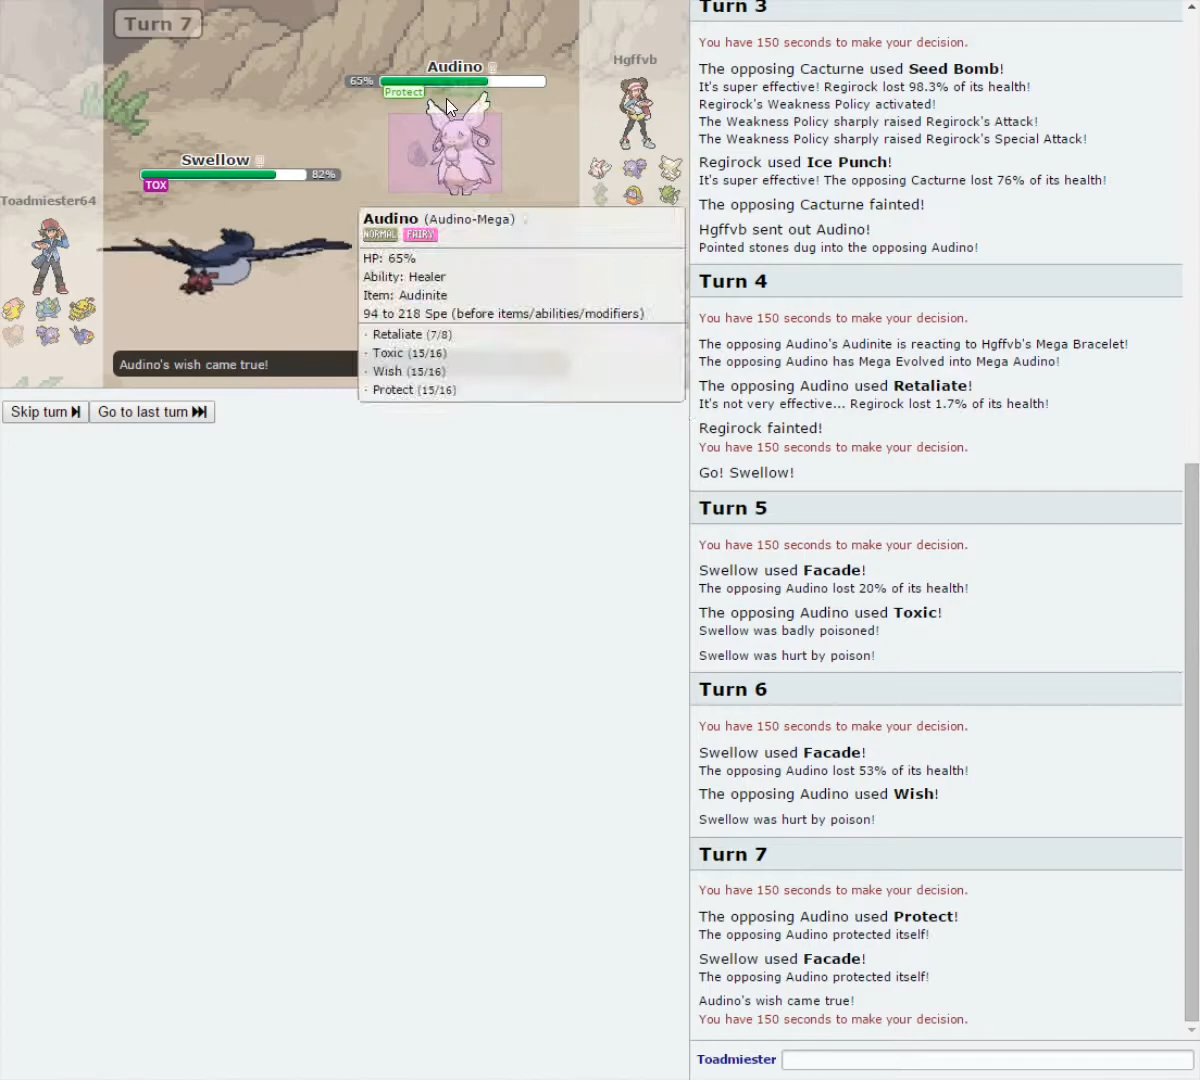 Turn 7
Audino
65%
Protect
Hgffvb
Swellow
82%
TOX
Toadmiester64
Audino (Audino-Mega)
NORMAL FAIRY
HP: 65%
Ability: Healer
Item: Audinite
94 to 218 Spe (before items/abilities/modifiers)
· Retaliate (7/8)
· Toxic (15/16)
· Wish (15/16)
· Protect (15/16)
Audino's wish came true!
Skip turn
Go to last turn
Turn 3
You have 150 seconds to make your decision.
The opposing Cacturne used Seed Bomb!
It's super effective! Regirock lost 98.3% of its health!
Regirock's Weakness Policy activated!
The Weakness Policy sharply raised Regirock's Attack!
The Weakness Policy sharply raised Regirock's Special Attack!
Regirock used Ice Punch!
It's super effective! The opposing Cacturne lost 76% of its health!
The opposing Cacturne fainted!
Hgffvb sent out Audino!
Pointed stones dug into the opposing Audino!
Turn 4
You have 150 seconds to make your decision.
The opposing Audino's Audinite is reacting to Hgffvb's Mega Bracelet!
The opposing Audino has Mega Evolved into Mega Audino!
The opposing Audino used Retaliate!
It's not very effective... Regirock lost 1.7% of its health!
Regirock fainted!
You have 150 seconds to make your decision.
Go! Swellow!
Turn 5
You have 150 seconds to make your decision.
Swellow used Facade!
The opposing Audino lost 20% of its health!
The opposing Audino used Toxic!
Swellow was badly poisoned!
Swellow was hurt by poison!
Turn 6
You have 150 seconds to make your decision.
Swellow used Facade!
The opposing Audino lost 53% of its health!
The opposing Audino used Wish!
Swellow was hurt by poison!
Turn 7
You have 150 seconds to make your decision.
The opposing Audino used Protect!
The opposing Audino protected itself!
Swellow used Facade!
The opposing Audino protected itself!
Audino's wish came true!
You have 150 seconds to make your decision.
Toadmiester